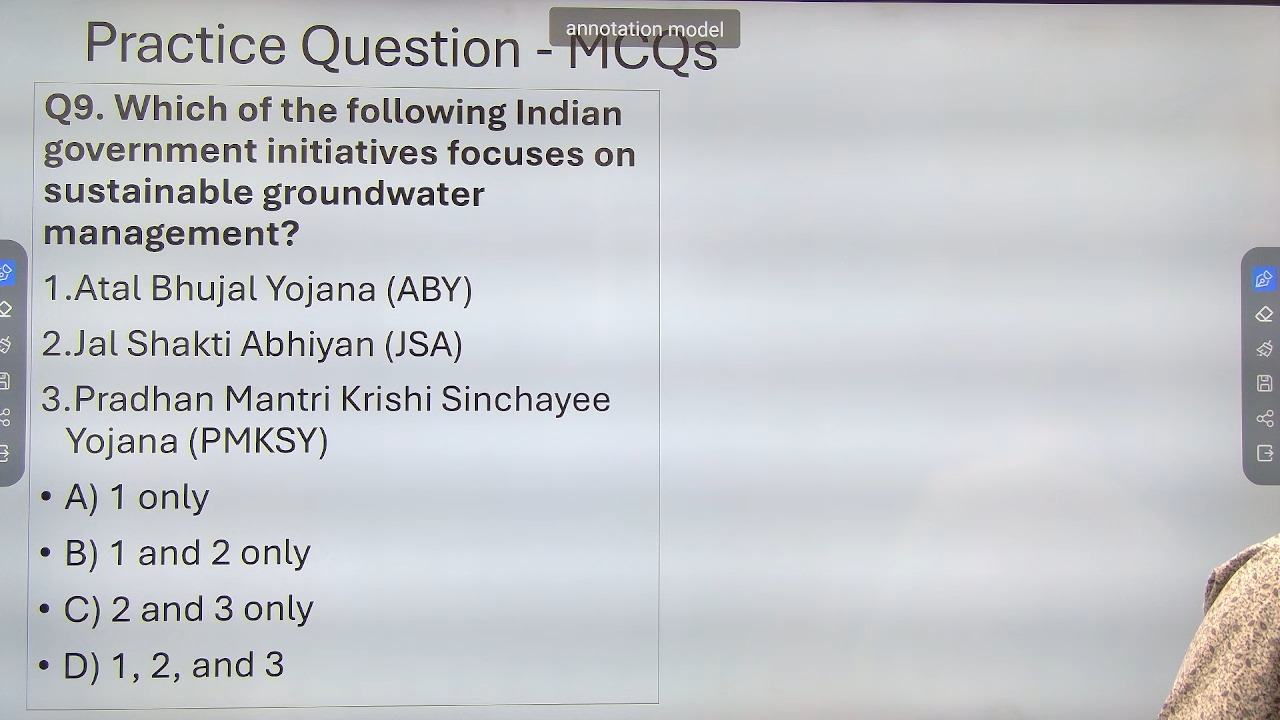 annotation model
Practice Question - MCQs
Q9. Which of the following Indian
government initiatives focuses on
sustainable groundwater
management?
1.Atal Bhujal Yojana (ABY)
2.Jal Shakti Abhiyan (JSA)
3.Pradhan Mantri Krishi Sinchayee
Yojana (PMKSY)
• A) 1 only
• B) 1 and 2 only
• C) 2 and 3 only
• D) 1, 2, and 3